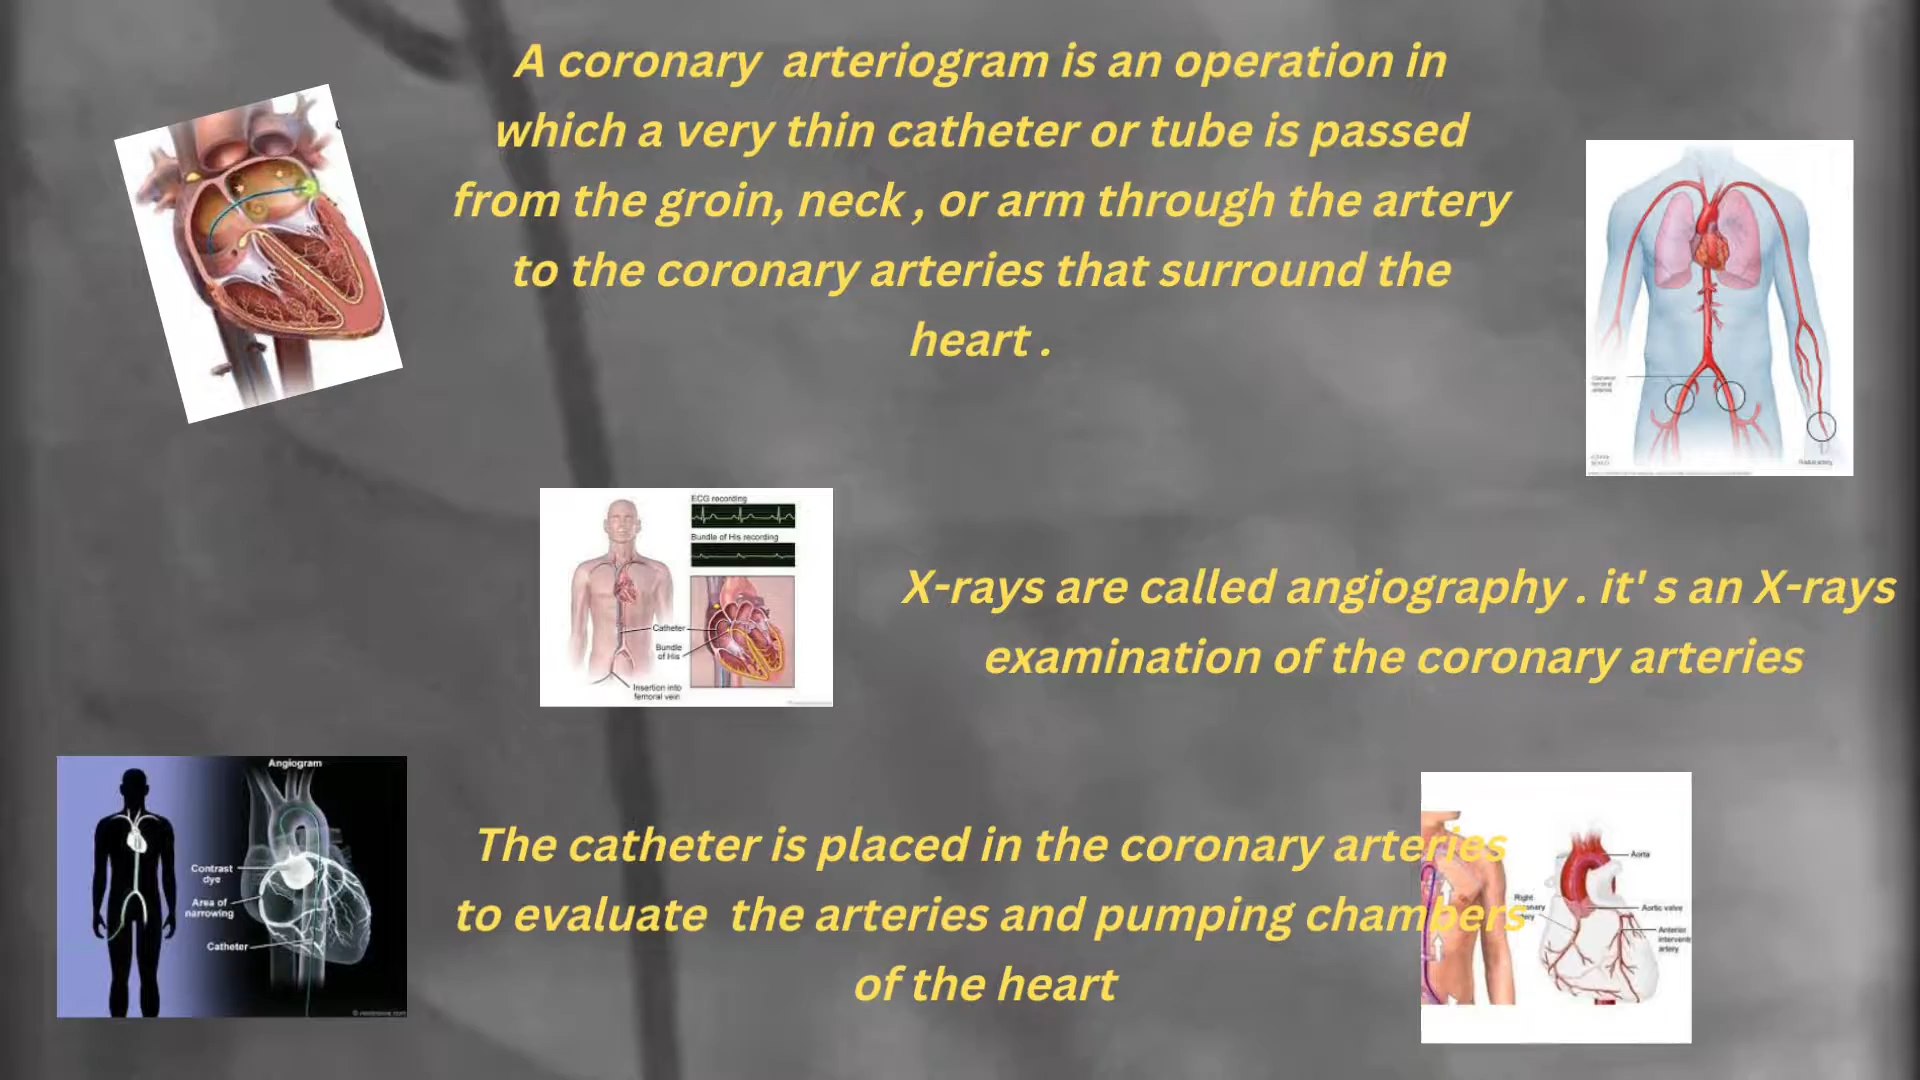 A coronary  arteriogram is an operation in
which a very thin catheter or tube is passed
from the groin, neck , or arm through the artery
to the coronary arteries that surround the
heart .
ECG recording
Bundle of His recording
Catheter
Bundle
of His
Insertion into
femoral vein
X-rays are called angiography . it' s an X-rays
examination of the coronary arteries
Angiogram
Contrast
dye
Area of
narrowing
Catheter
The catheter is placed in the coronary arteries
to evaluate  the arteries and pumping chambers
of the heart
Aorta
Right
Aortic valve
artery